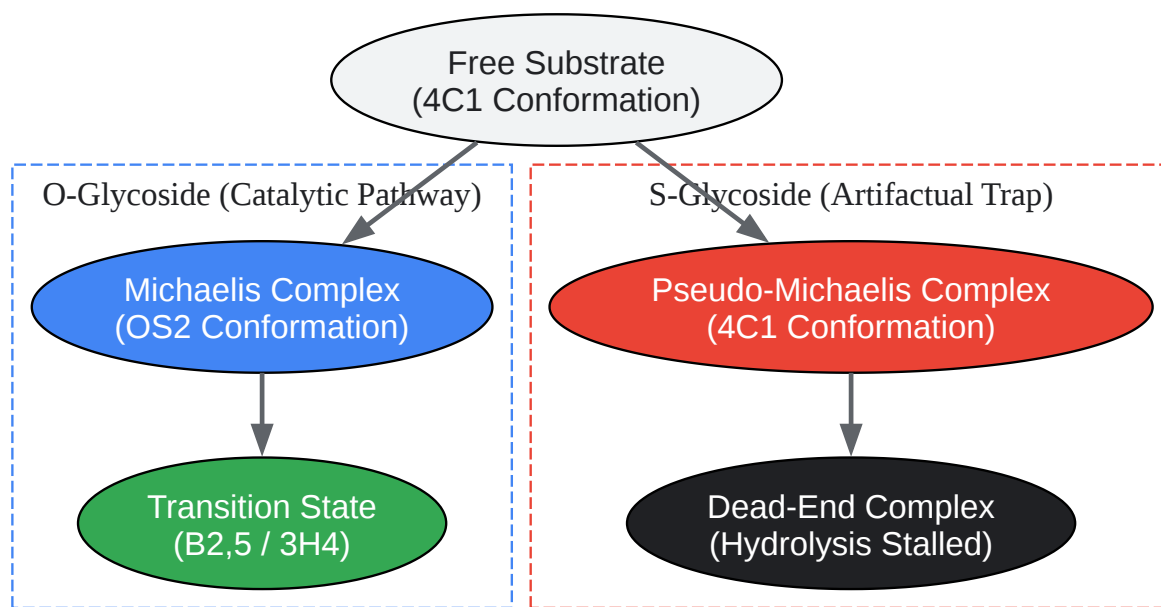 Free Substrate
(4C1 Conformation)
O-Glycoside (Catalytic Pathway)
S-Glycoside (Artifactual Trap)
Michaelis Complex
(OS2 Conformation)
Pseudo-Michaelis Complex
(4C1 Conformation)
Transition State
(B2,5 / 3H4)
Dead-End Complex
(Hydrolysis Stalled)